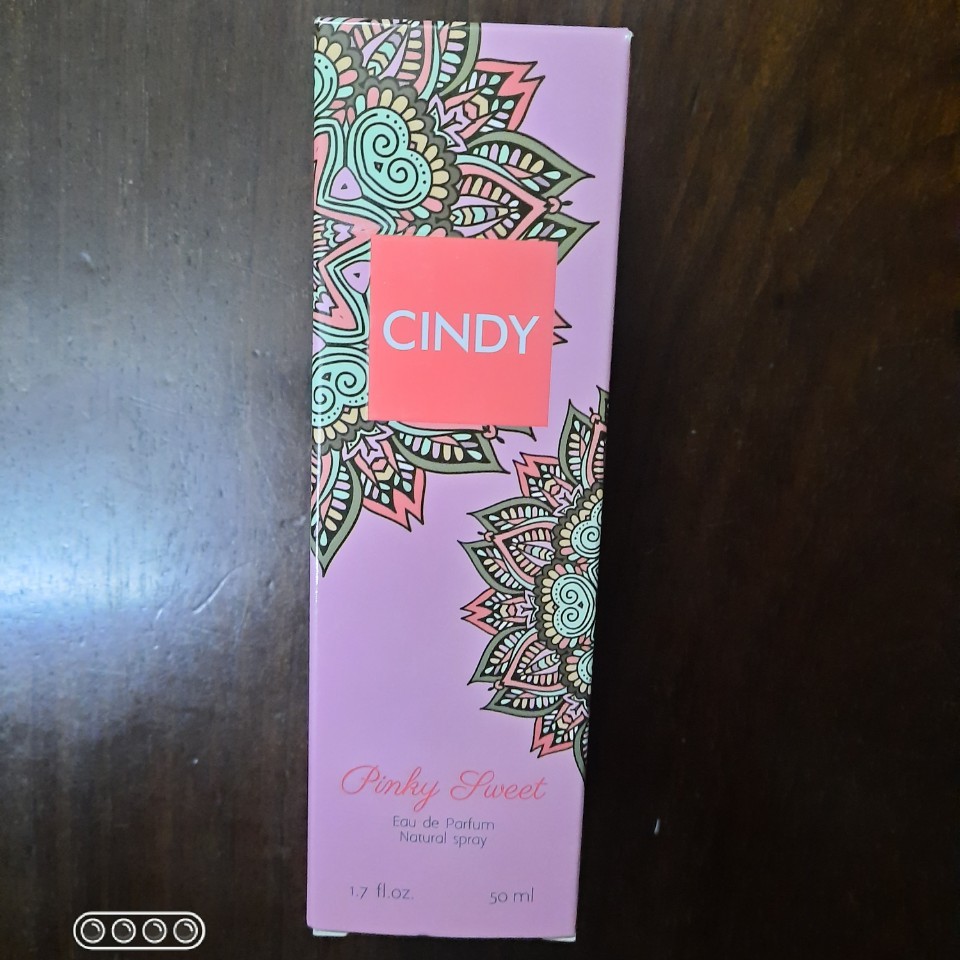 CINDY
Pinky Sweet
Eau de Parfum
Natural spray
1.7 fl.oz. 50 ml